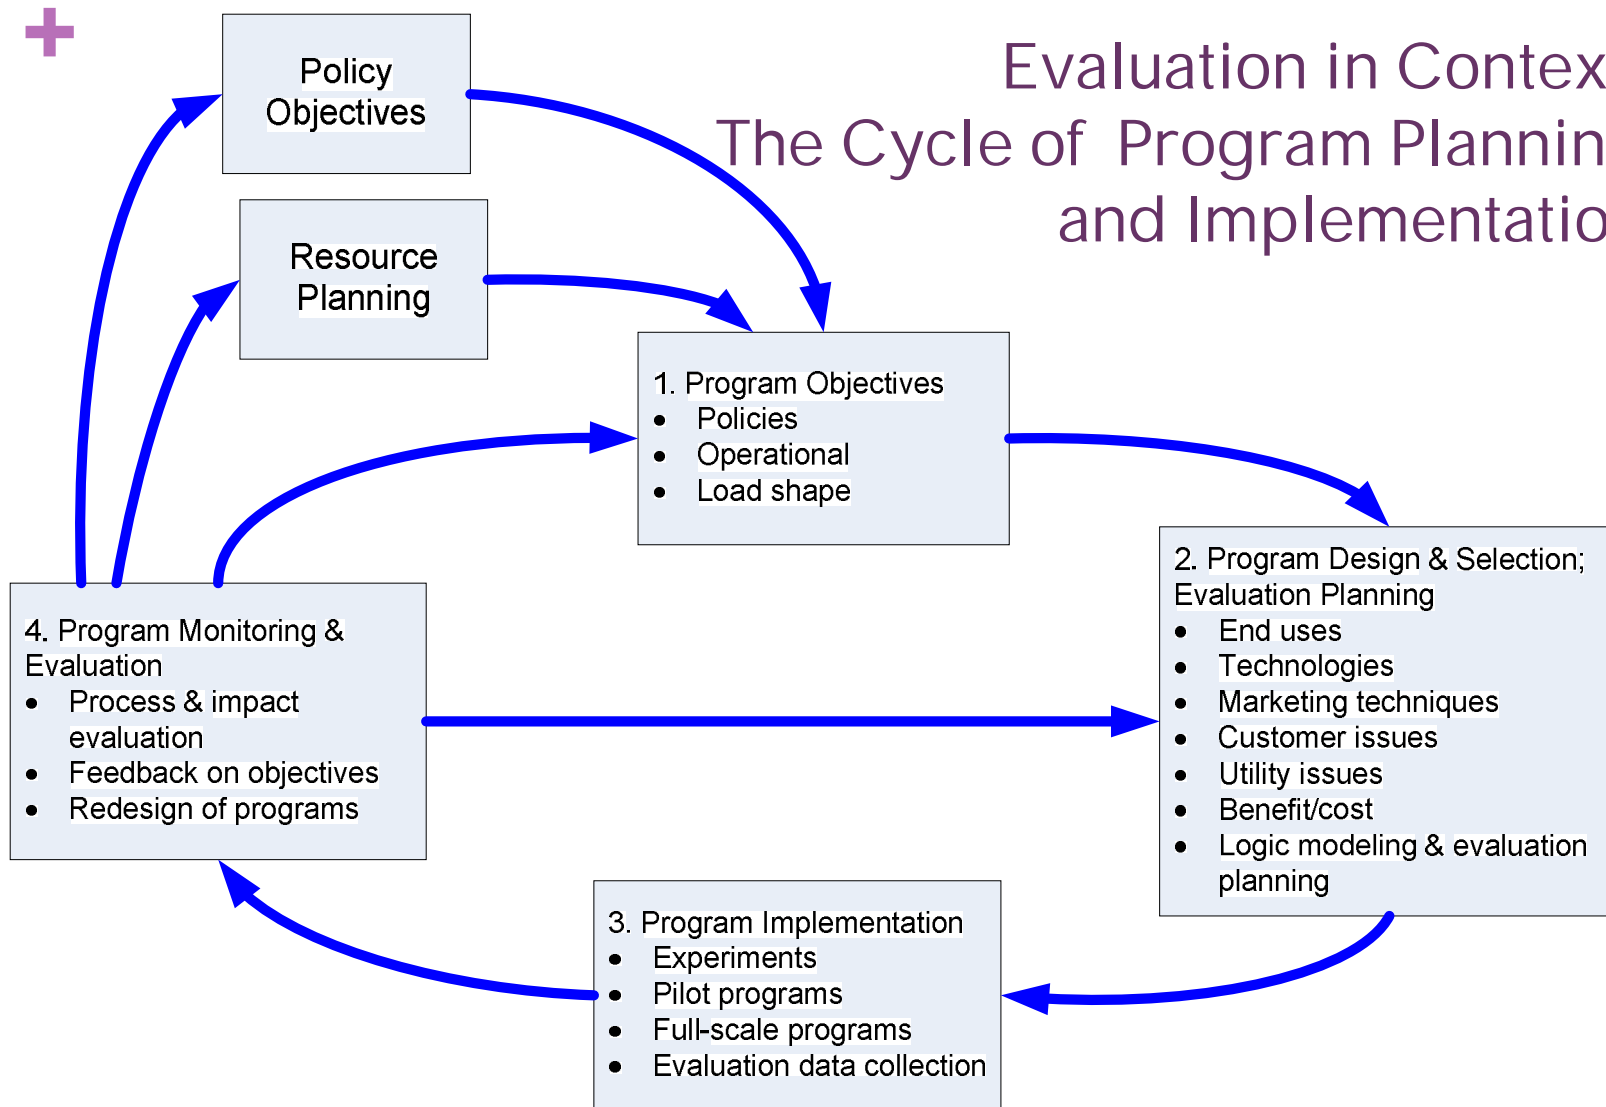 Evaluation in Contex
The Cycle of Program Plannin
and Implementatio
Policy
Objectives
Resource
Planning
1. Program Objectives
• Policies
• Operational
• Load shape
2. Program Design & Selection;
Evaluation Planning
• End uses
• Technologies
• Marketing techniques
• Customer issues
• Utility issues
• Benefit/cost
• Logic modeling & evaluation
planning
3. Program Implementation
• Experiments
• Pilot programs
• Full-scale programs
• Evaluation data collection
4. Program Monitoring &
Evaluation
• Process & impact
evaluation
• Feedback on objectives
• Redesign of programs